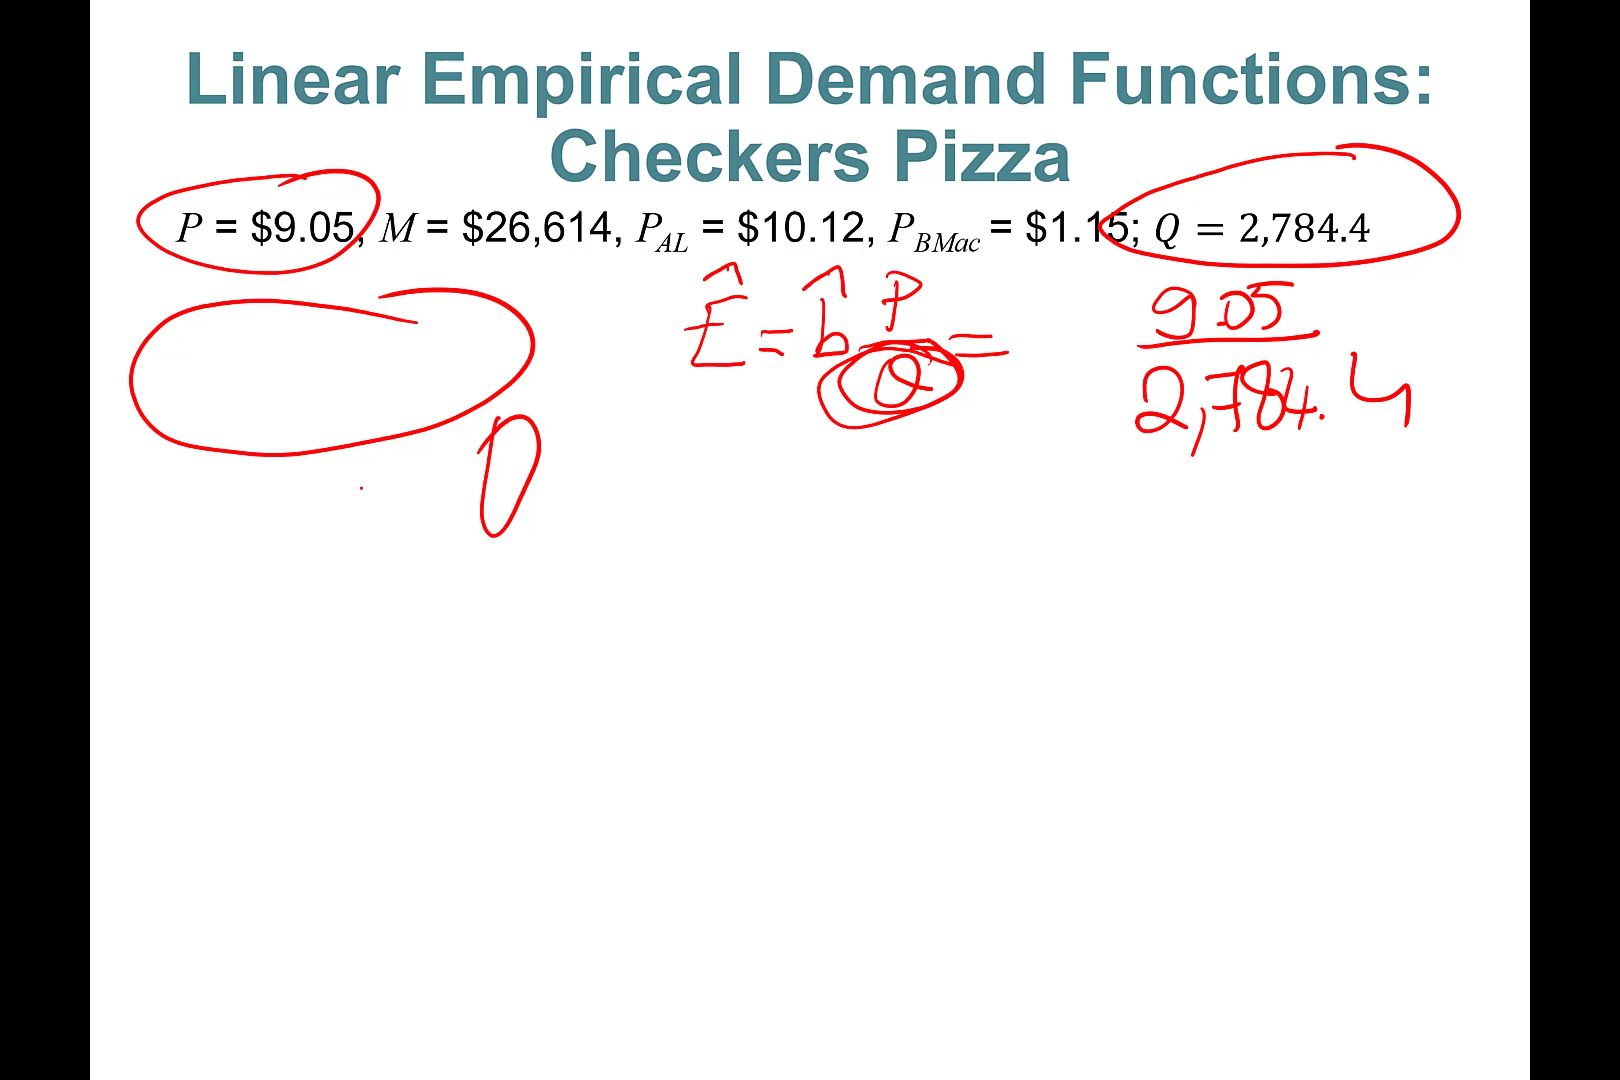 Linear Empirical Demand Functions:
Checkers Pizza
P = $9.05, M = $26,614, P_AL = $10.12, P_BMac = $1.15; Q = 2,784.4
Ê = b̂ P/Q = 9.05/2,784.4